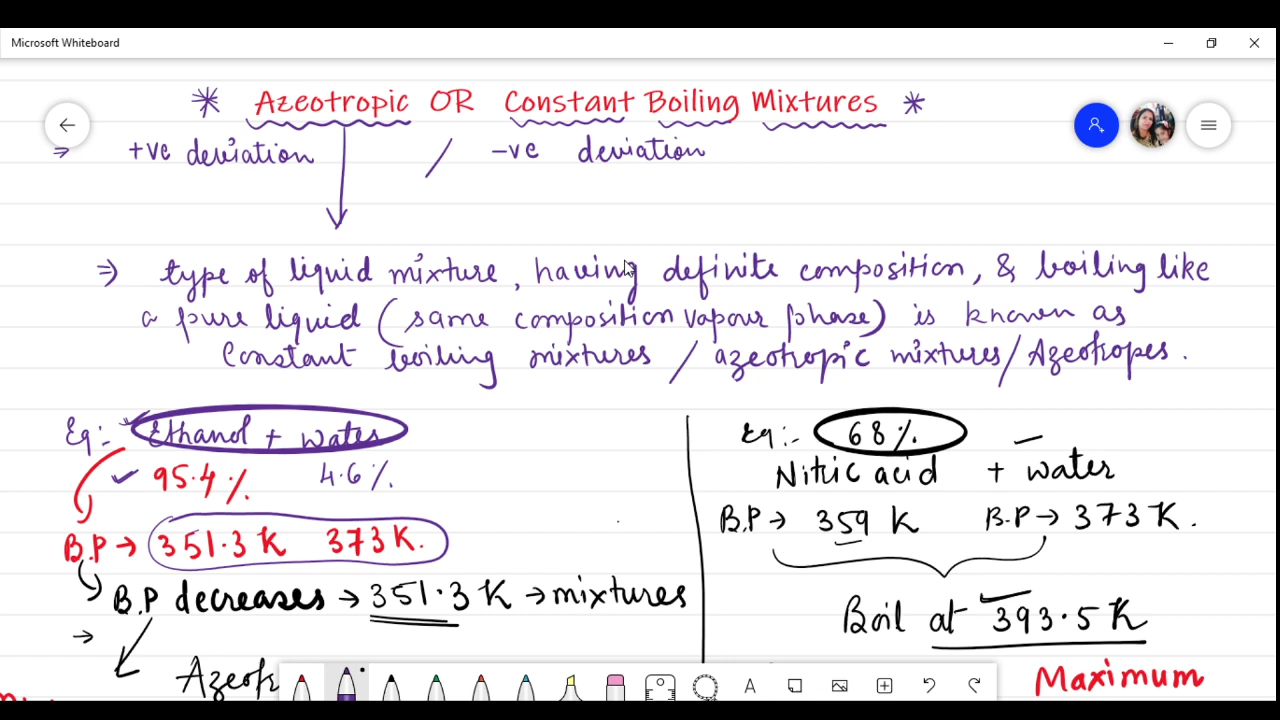 Microsoft Whiteboard
* Azeotropic OR Constant Boiling Mixtures *
⇒ +ve deviation / -ve deviation
⇒ type of liquid mixture, having definite composition, & boiling like
a pure liquid (same composition vapour phase) is known as
Constant boiling mixtures / azeotropic mixtures / Azeotropes.
Eg:- Ethanol + water
✓ 95.4% 4.6%
B.P → 351.3 K 373 K.
B.P decreases → 351.3 K → mixtures
→
Eg:- 68%
Nitric acid + water
B.P → 359 K B.P → 373 K.
Boil at 393.5 K
Maximum
A